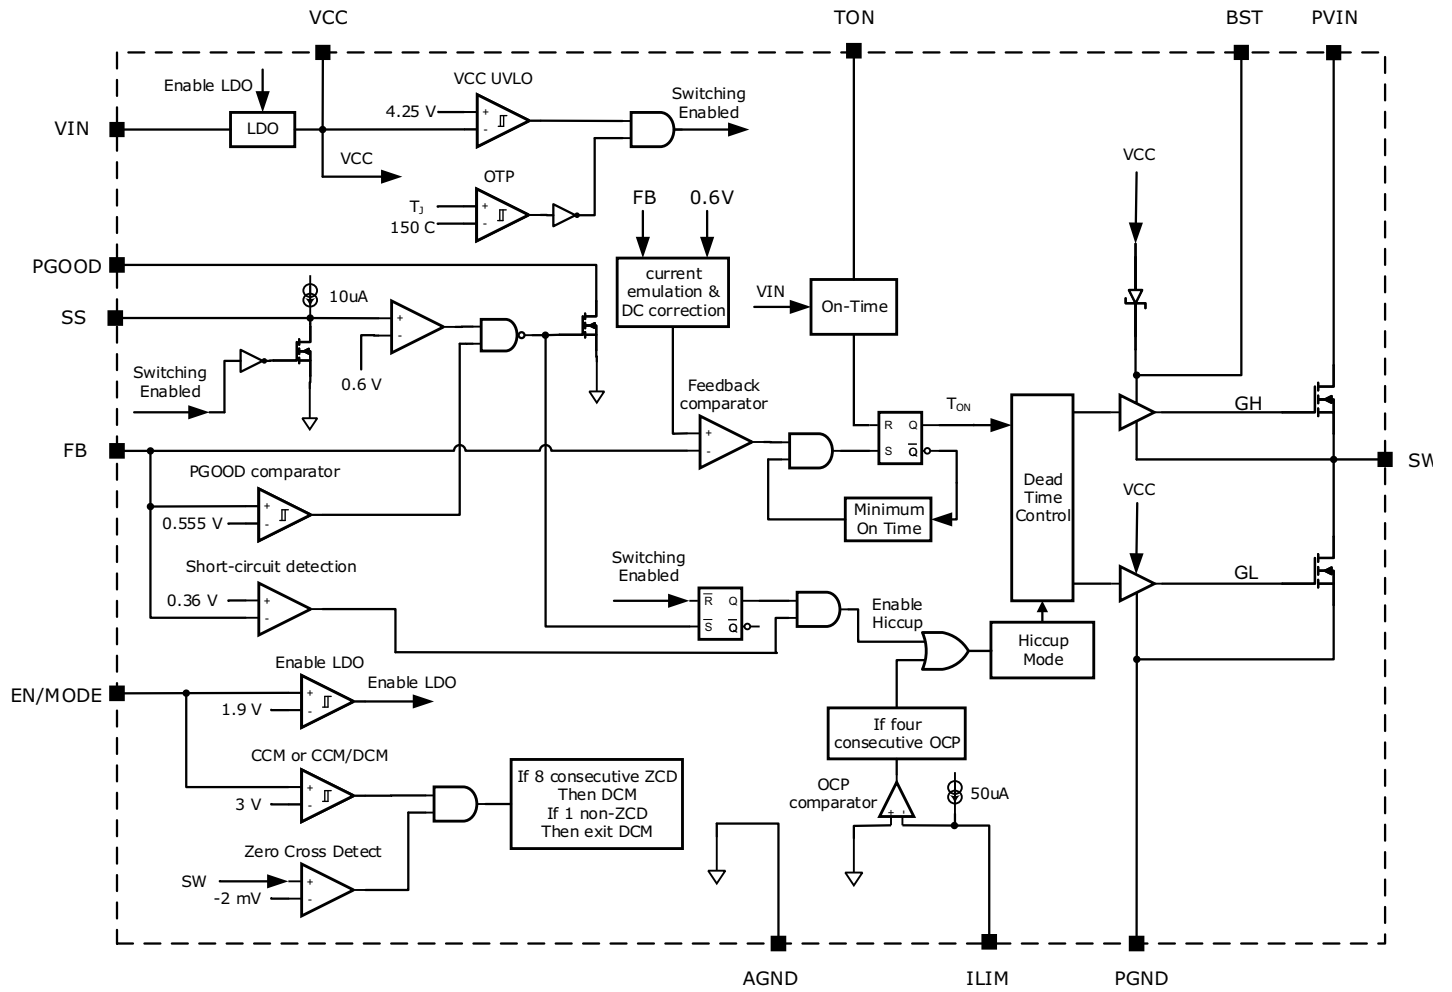 VCC
TON
BST
PVIN
Enable LDO
VCC UVLO
4.25 V
+
-
Switching
Enabled
VIN
LDO
VCC
VCC
OTP
TJ
150 C
+
-
FB
0.6V
PGOOD
current
emulation &
DC correction
10uA
VIN
On-Time
SS
+
-
0.6 V
Switching
Enabled
Feedback
comparator
TON
GH
R
Q
S
Q
+
-
FB
SW
PGOOD comparator
Dead
Time
Control
VCC
0.555 V
+
-
Minimum
On Time
Short-circuit detection
Switching
Enabled
GL
0.36 V
+
-
R
Q
S
Q
Enable
Hiccup
Hiccup
Mode
Enable LDO
EN/MODE
Enable LDO
1.9 V
+
-
If four
consecutive OCP
CCM or CCM/DCM
3 V
+
-
If 8 consecutive ZCD
Then DCM
If 1 non-ZCD
Then exit DCM
OCP
comparator
50uA
+
-
Zero Cross Detect
SW
-2 mV
+
-
AGND
ILIM
PGND